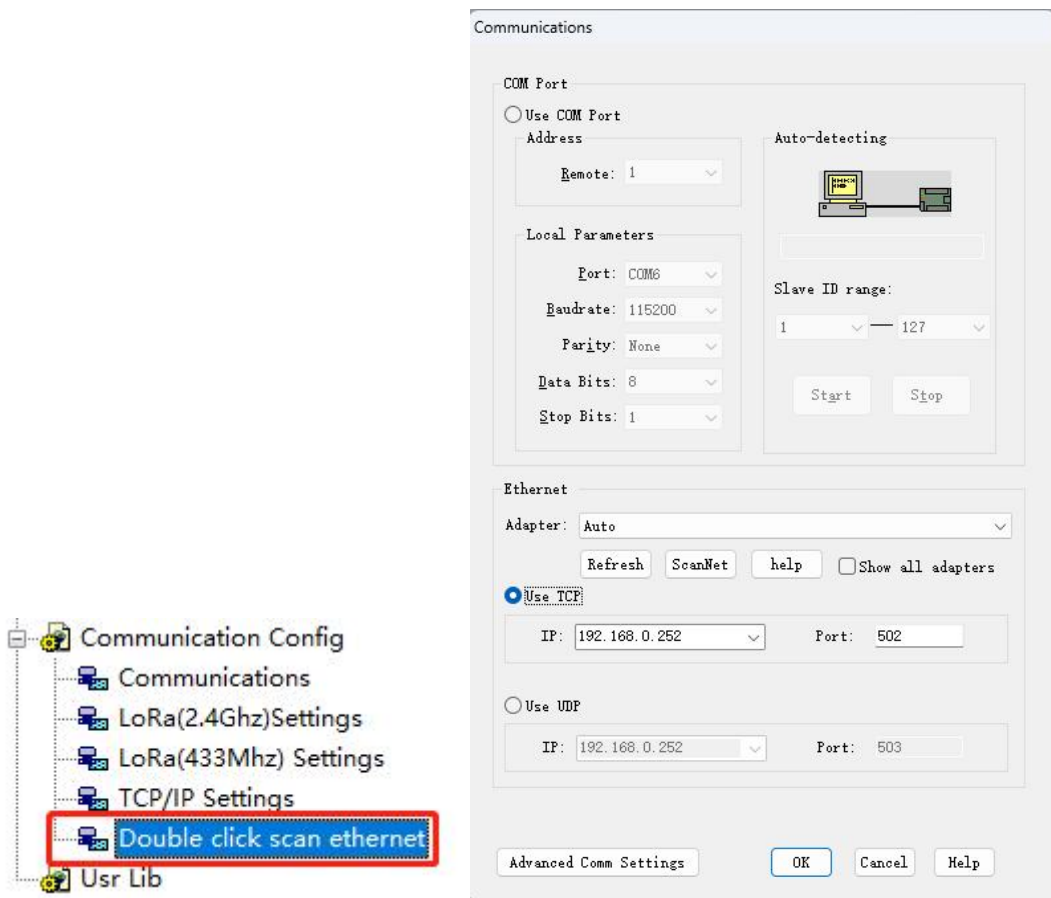 Communication Config
Communications
LoRa(2.4Ghz)Settings
LoRa(433Mhz) Settings
TCP/IP Settings
Double click scan ethernet
Usr Lib
Communications
COM Port
Use COM Port
Address
Remote: 1
Local Parameters
Port: COM6
Baudrate: 115200
Parity: None
Data Bits: 8
Stop Bits: 1
Auto-detecting
Slave ID range:
1 — 127
Start Stop
Ethernet
Adapter: Auto
Refresh ScanNet help Show all adapters
Use TCP
IP: 192.168.0.252 Port: 502
Use UDP
IP: 192.168.0.252 Port: 503
Advanced Comm Settings OK Cancel Help